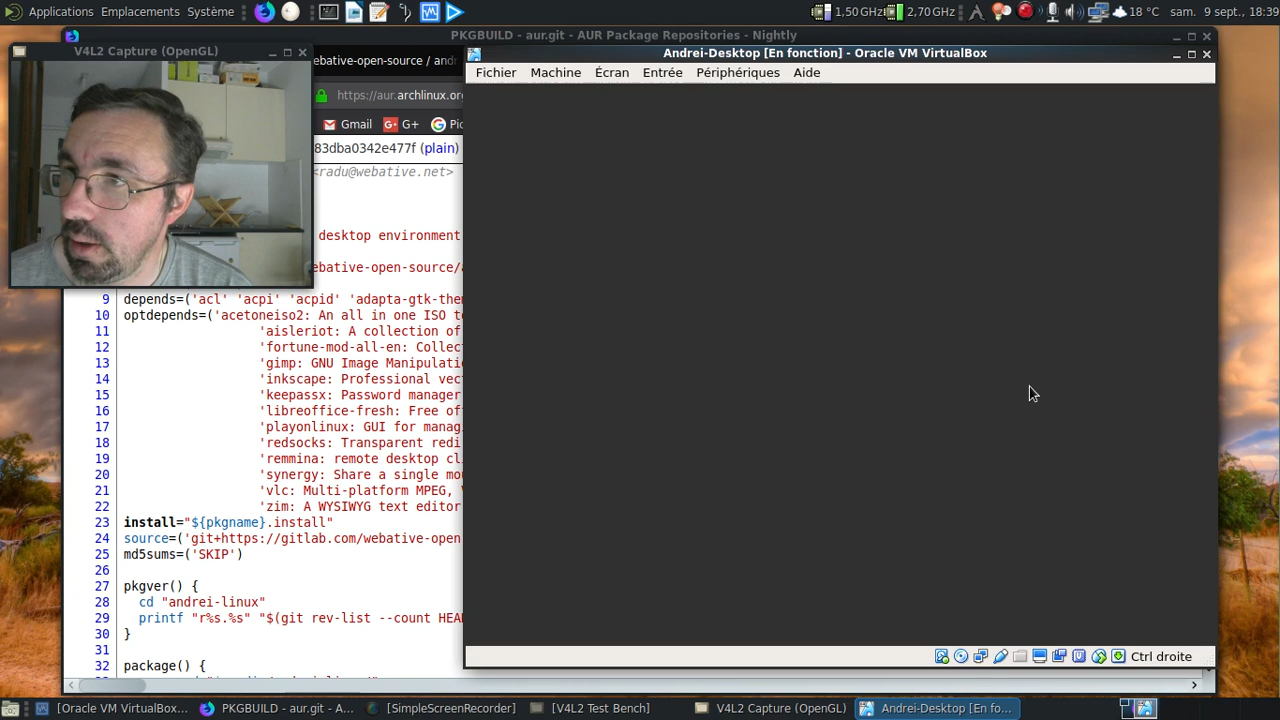 Applications Emplacements Système
1,50 GHz 2,70 GHz 18 °C sam. 9 sept., 18:39
PKGBUILD - aur.git - AUR Package Repositories - Nightly
V4L2 Capture (OpenGL)
Andrei-Desktop [En fonction] - Oracle VM VirtualBox
ebative-open-source / andr
Fichier Machine Écran Entrée Périphériques Aide
https://aur.archlinux.org
Gmail G+ Pic
83dba0342e477f (plain)
<radu@webative.net>
desktop environment
ebative-open-source/a
9 depends=('acl' 'acpi' 'acpid' 'adapta-gtk-the
10 optdepends=('acetoneiso2: An all in one ISO to
11 'aisleriot: A collection of
12 'fortune-mod-all-en: Collec
13 'gimp: GNU Image Manipulati
14 'inkscape: Professional vect
15 'keepassx: Password manager
16 'libreoffice-fresh: Free of
17 'playonlinux: GUI for manag
18 'redsocks: Transparent redi
19 'remmina: remote desktop cl
20 'synergy: Share a single mou
21 'vlc: Multi-platform MPEG, V
22 'zim: A WYSIWYG text editor
23 install="${pkgname}.install"
24 source=('git+https://gitlab.com/webative-open
25 md5sums=('SKIP')
26
27 pkgver() {
28 cd "andrei-linux"
29 printf "r%s.%s" "$(git rev-list --count HEAD
30 }
31
32 package() {
Ctrl droite
[Oracle VM VirtualBox... PKGBUILD - aur.git - A... [SimpleScreenRecorder] [V4L2 Test Bench] V4L2 Capture (OpenGL) Andrei-Desktop [En fo...